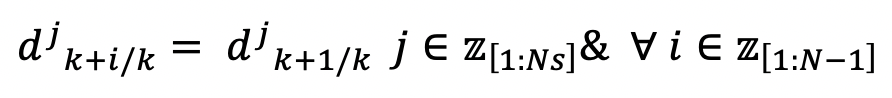 d^j_{k+i/k} = d^j_{k+1/k} j ∈ ℤ_{[1:Ns]}& ∀ i ∈ ℤ_{[1:N−1]}